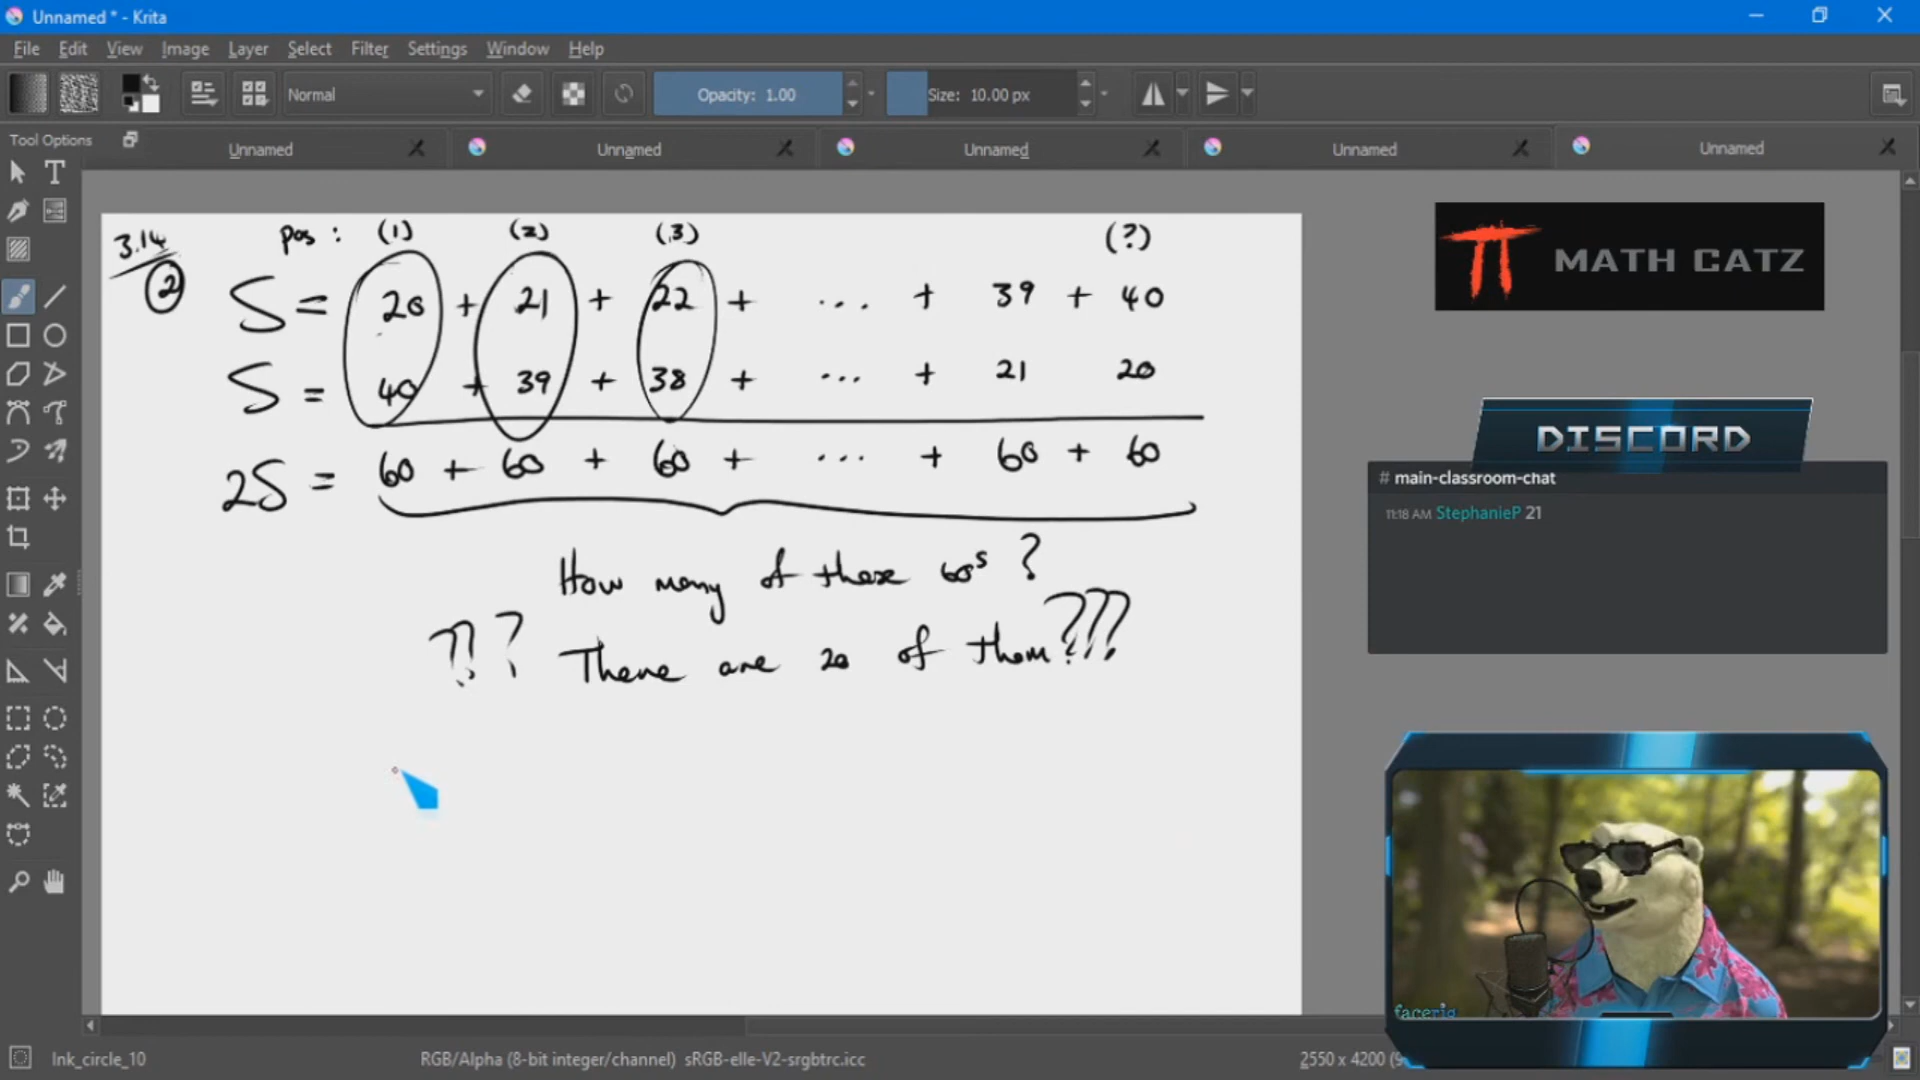 Unnamed * - Krita
File Edit View Image Layer Select Filter Settings Window Help
Normal Opacity: 1.00 Size: 10.00 px
Tool Options Unnamed Unnamed Unnamed Unnamed Unnamed
3.14
2
pos : (1) (2) (3) (?)
S = 20 + 21 + 22 + ... + 39 + 40
S = 40 + 39 + 38 + ... + 21 20
2S = 60 + 60 + 60 + ... + 60 + 60
How many of these 60s ?
??? There are 20 of them???
MATH CATZ
DISCORD
# main-classroom-chat
11:18 AM StephanieP 21
facerig
Ink_circle_10 RGB/Alpha (8-bit integer/channel) sRGB-elle-V2-srgbtrc.icc 2550 x 4200 (9